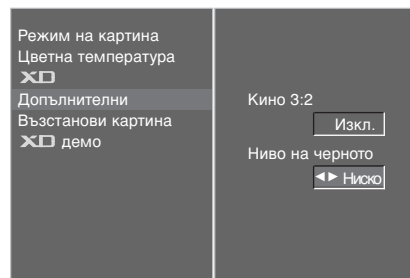 Режим на картина
Цветна температура
XD
Допълнителни
Възстанови картина
XD демо
Кино 3:2
Изкл.
Ниво на черното
◄► Ниско